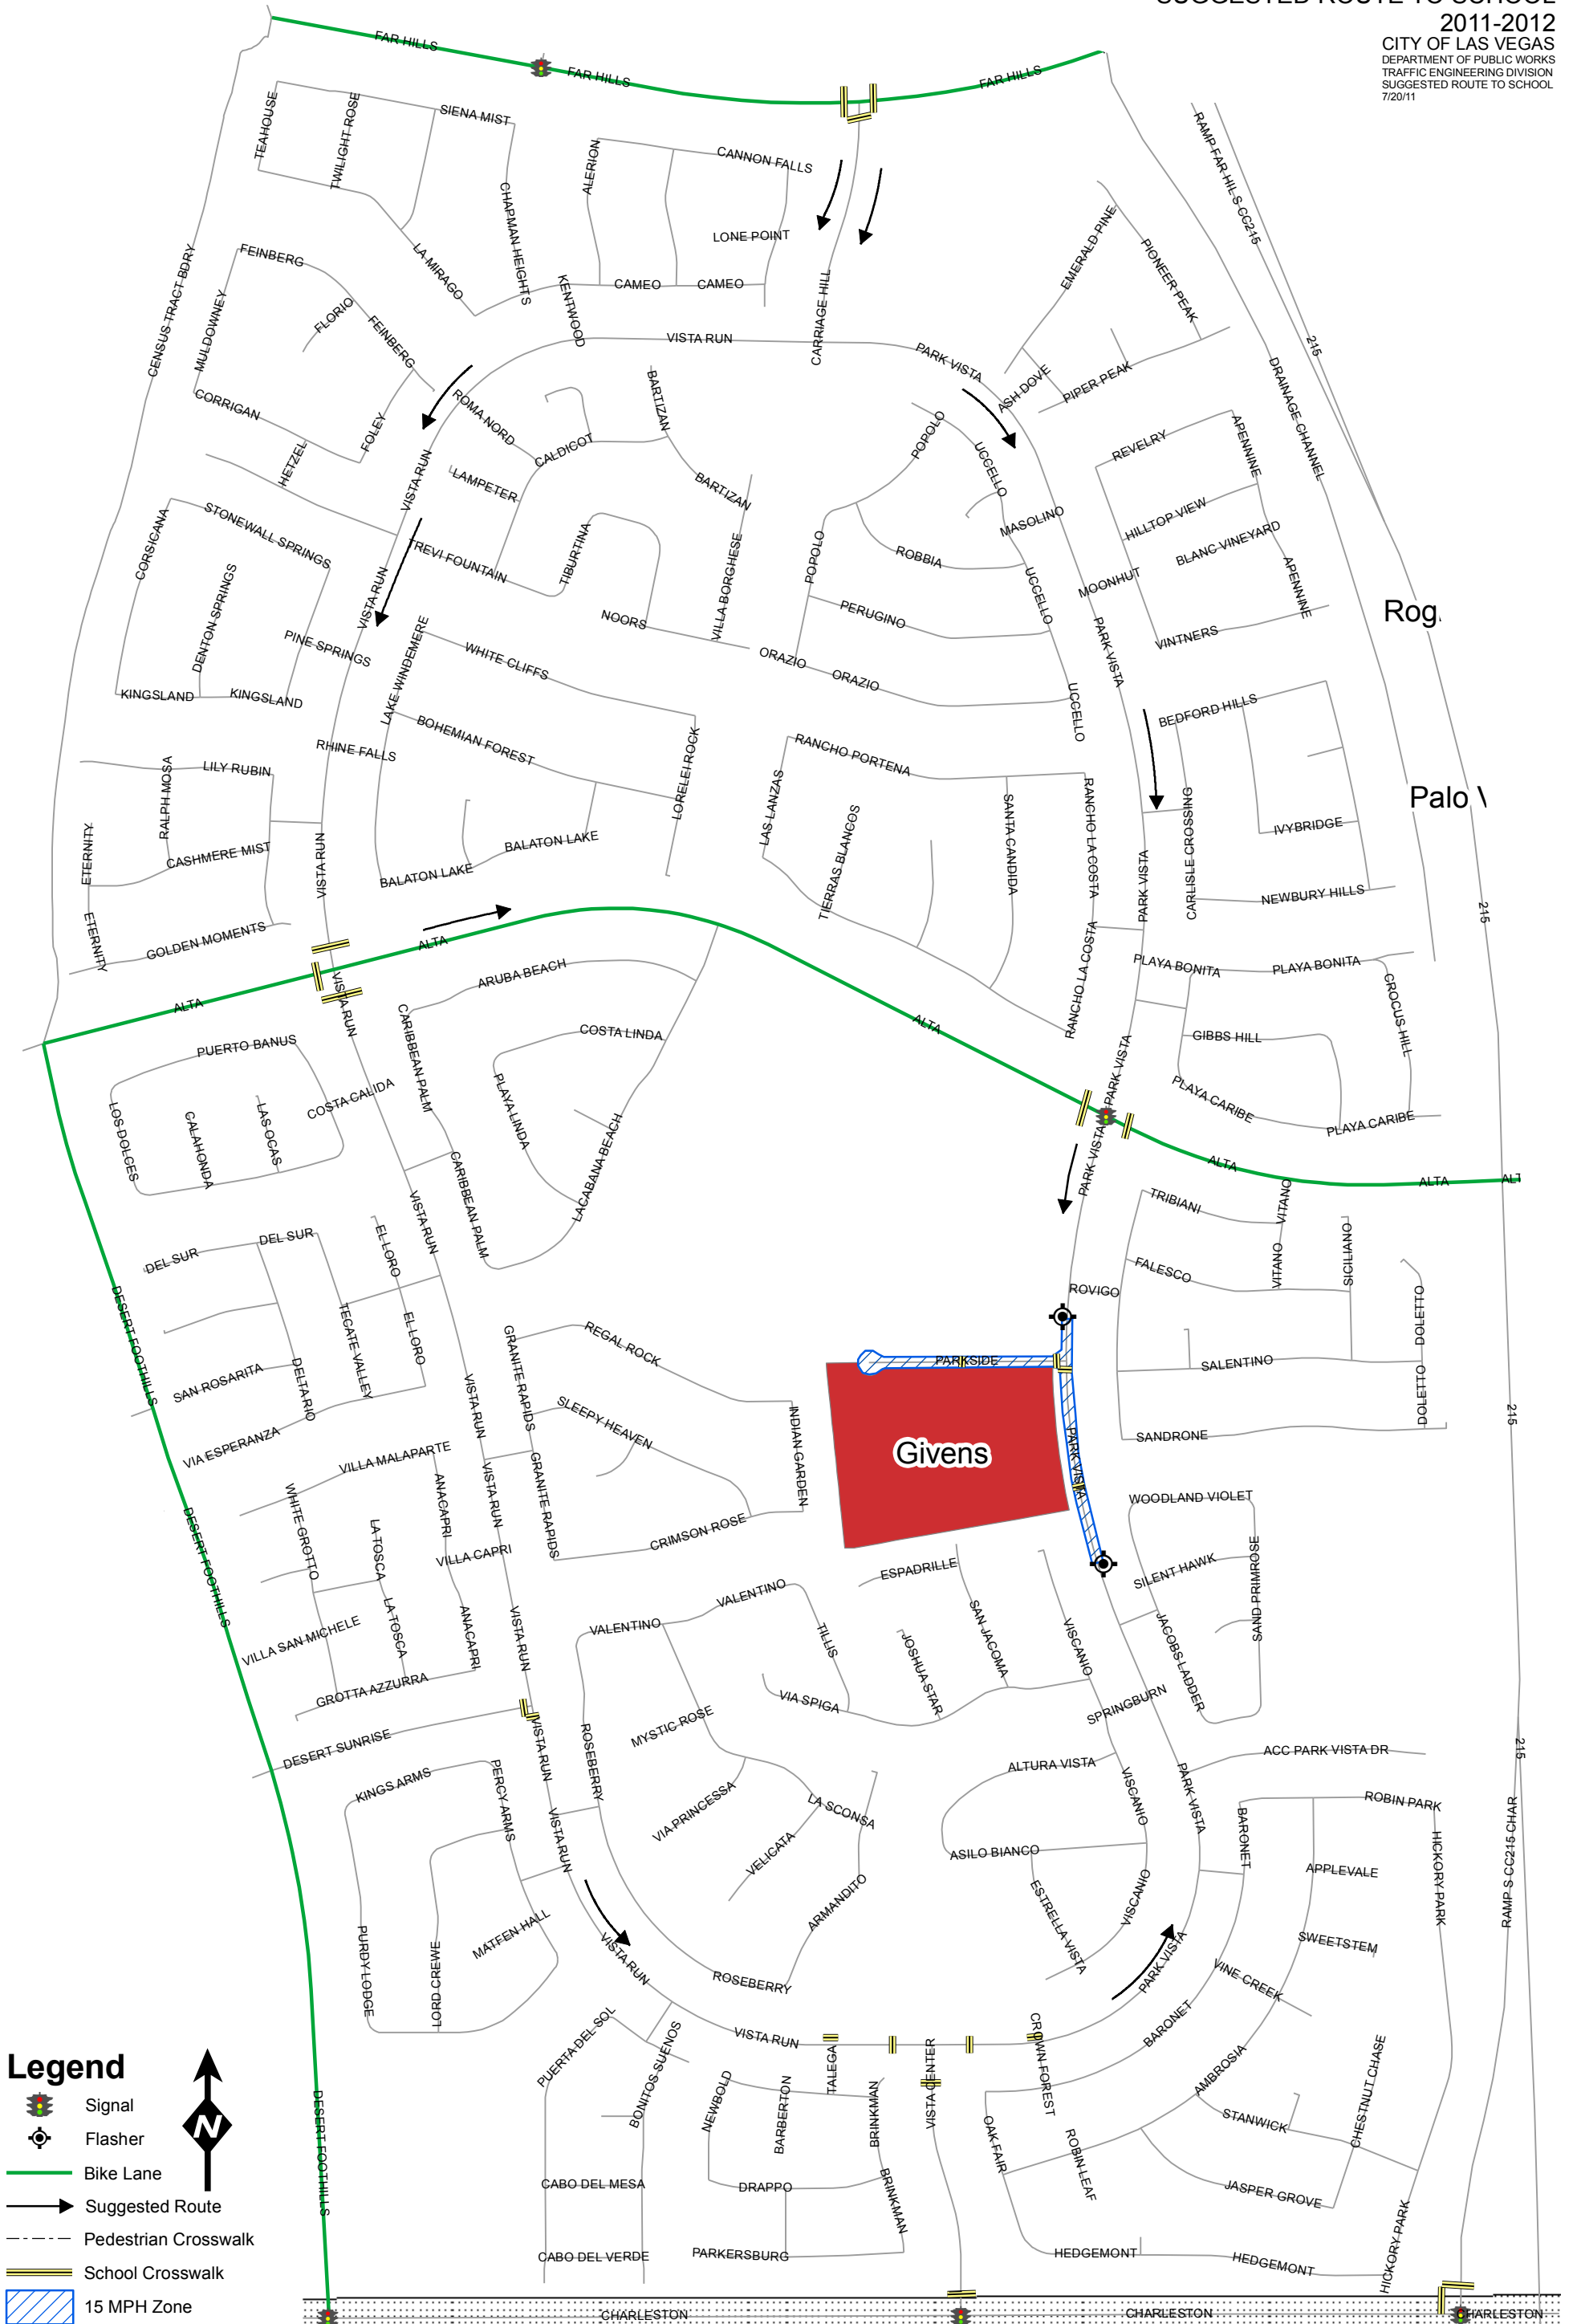 2011-2012
CITY OF LAS VEGAS
DEPARTMENT OF PUBLIC WORKS
TRAFFIC ENGINEERING DIVISION
SUGGESTED ROUTE TO SCHOOL
7/20/11
FAR HILLS
FAR HILLS
FAR HILLS
TEAHOUSE
TWILIGHT ROSE
SIENA MIST
ALERION
CANNON FALLS
CHAPMAN HEIGHTS
LONE POINT
LA MIRAGO
KENTWOOD
CAMEO
CAMEO
CARRIAGE HILL
RAMP FAR HIL S CC215
215
EMERALD PINE
PIONEER PEAK
CENSUS TRACT BDRY
FEINBERG
MULDOWNEY
FLORIO
FEINBERG
VISTA RUN
PARK VISTA
ASH DOVE
PIPER PEAK
DRAINAGE CHANNEL
CORRIGAN
FOLEY
HETZEL
ROMA NORD
CALDICOT
BARTIZAN
BARTIZAN
LAMPETER
VISTA RUN
POPOLO
UCCELLO
REVELRY
APENNINE
STONEWALL SPRINGS
CORSICANA
DENTON SPRINGS
TREVI FOUNTAIN
TIBURTINA
VILLA BORGHESE
NOORS
POPOLO
ROBBIA
MASOLINO
HILLTOP VIEW
BLANC VINEYARD
MOONHUT
APENNINE
VISTA RUN
PINE SPRINGS
PERUGINO
UCCELLO
PARK VISTA
VINTNERS
Rog
KINGSLAND
KINGSLAND
LAKE WINDEMERE
WHITE CLIFFS
ORAZIO
ORAZIO
UCCELLO
BEDFORD HILLS
RHINE FALLS
BOHEMIAN FOREST
LORELEI ROCK
RANCHO PORTENA
LILY RUBIN
RALPH MOSA
Palo
ETERNITY
CASHMERE MIST
VISTA RUN
BALATON LAKE
BALATON LAKE
LAS LANZAS
TIERRAS BLANCOS
SANTA CANDIDA
RANCHO LA COSTA
PARK VISTA
CARLISLE CROSSING
IVYBRIDGE
NEWBURY HILLS
215
ETERNITY
GOLDEN MOMENTS
ALTA
ALTA
VISTA RUN
ARUBA BEACH
RANCHO LA COSTA
PLAYA BONITA
PLAYA BONITA
CROCUS HILL
PUERTO BANUS
CARIBBEAN PALM
COSTA LINDA
ALTA
PARK VISTA
GIBBS HILL
LOS DOLCES
CALAHONDA
LAS OCAS
COSTA CALIDA
PLAYA LINDA
LACABANA BEACH
PLAYA CARIBE
PLAYA CARIBE
CARIBBEAN PALM
VISTA RUN
PARK VISTA
ALTA
ALTA
TRIBIANI
VITANO
DEL SUR
DEL SUR
EL LORO
FALESCO
VITANO
SICILIANO
ROVIGO
DESERT FOOTHILLS
TECATE VALLEY
EL LORO
DOLETTO
GRANITE RAPIDS
REGAL ROCK
PARKSIDE
SALENTINO
SAN ROSARITA
DELTA RIO
VISTA RUN
SLEEPY HEAVEN
INDIAN GARDEN
DOLETTO
215
VIA ESPERANZA
Givens
PARK VISTA
SANDRONE
VILLA MALAPARTE
VISTA RUN
GRANITE RAPIDS
WHITE GROTTO
ANACAPRI
WOODLAND VIOLET
DESERT FOOTHILLS
LA TOSCA
VILLA CAPRI
CRIMSON ROSE
ESPADRILLE
SILENT HAWK
SAND PRIMROSE
LA TOSCA
ANACAPRI
VISTA RUN
VALENTINO
VALENTINO
TILLIS
JOSHUA STAR
SAN JACOMA
VISCANIO
JACOBS LADDER
VILLA SAN MICHELE
GROTTA AZZURRA
VIA SPIGA
SPRINGBURN
DESERT SUNRISE
VISTA RUN
ROSEBERRY
MYSTIC ROSE
ALTURA VISTA
ACC PARK VISTA DR
215
KINGS ARMS
PERCY ARMS
VISTA RUN
VIA PRINCESSA
LA SCONSA
VELICATA
VISCANIO
PARK VISTA
BARONET
ROBIN PARK
HICKORY PARK
APPLEVALE
ASILO BIANCO
ARMANDITO
ESTRELLA VISTA
VISCANIO
SWEETSTEM
RAMP S CC215 CHAR
MATFEN HALL
PURDY LODGE
LORD CREWE
VISTA RUN
ROSEBERRY
PARK VISTA
VINE CREEK
PUERTA DEL SOL
BONITOS SUENOS
VISTA RUN
TALEGA
VISTA CENTER
CROWN FOREST
BARONET
AMBROSIA
CHESTNUT CHASE
NEWBOLD
BARBERTON
BRINKMAN
OAK FAIR
ROBIN LEAF
STANWICK
DESERT FOOTHILLS
CABO DEL MESA
DRAPPO
BRINKMAN
JASPER GROVE
CABO DEL VERDE
PARKERSBURG
HEDGEMONT
HEDGEMONT
HICKORY PARK
CHARLESTON
CHARLESTON
Legend
N
Signal
Flasher
Bike Lane
Suggested Route
Pedestrian Crosswalk
School Crosswalk
15 MPH Zone